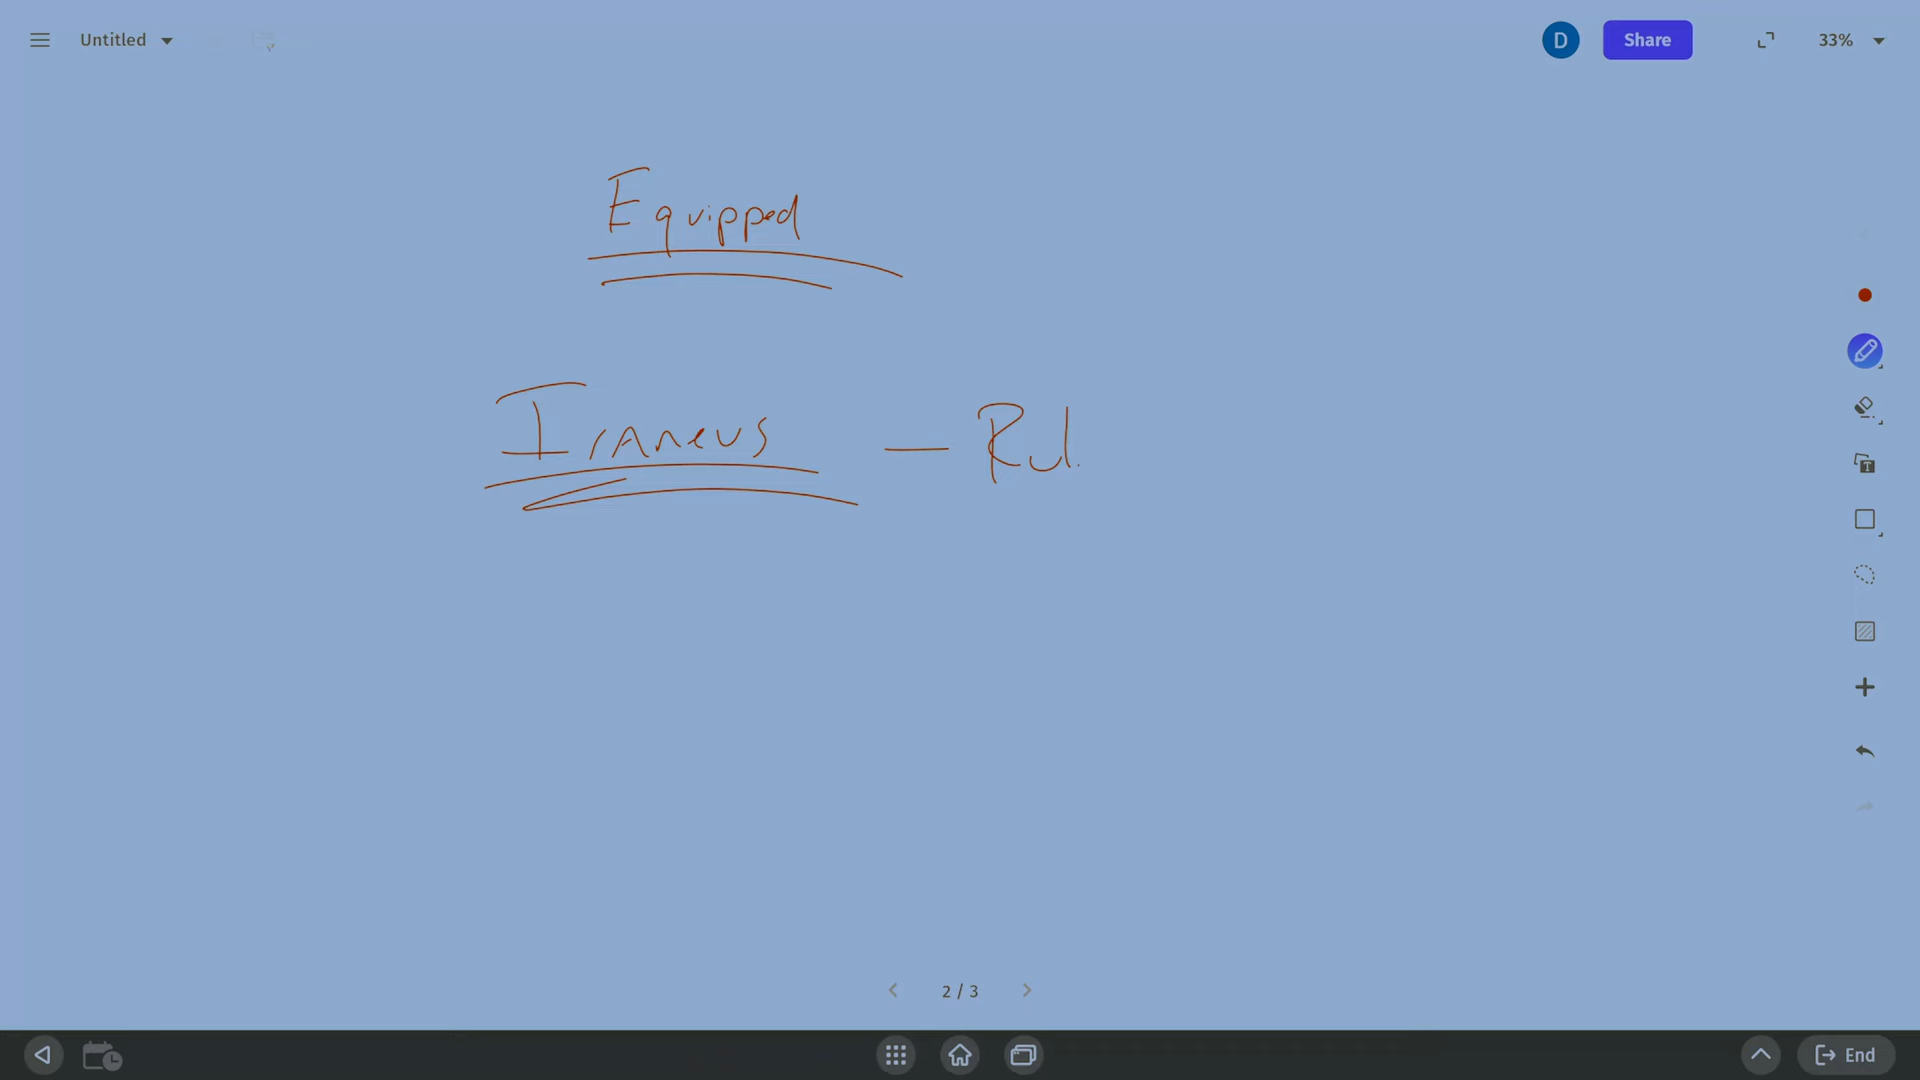 Untitled
D
Share
33%
Equipped
Iraneus — Rul
2 / 3
End